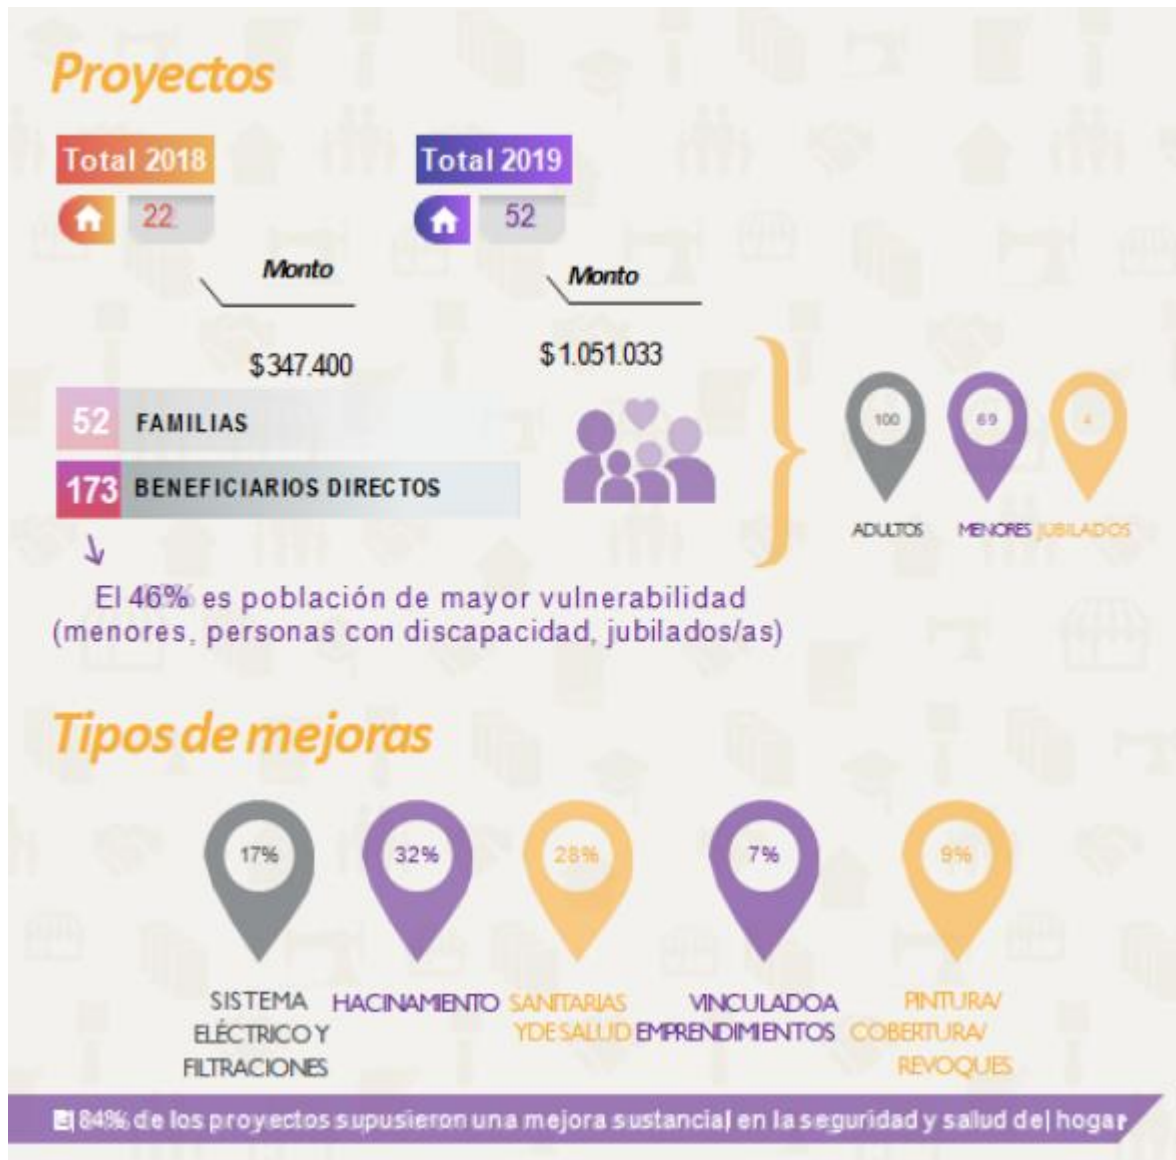 Proyectos
Total 2018
22
Monto
$347.400
Total 2019
52
Monto
$1.051.033
52 FAMILIAS
173 BENEFICIARIOS DIRECTOS
100
ADULTOS
69
MENORES
4
JUBILADOS
El 46% es población de mayor vulnerabilidad
(menores, personas con discapacidad, jubilados/as)
Tipos de mejoras
17%
SISTEMA
ELÉCTRICO Y
FILTRACIONES
32%
HACINAMIENTO
28%
SANITARIAS
Y DE SALUD
7%
VINCULADO A
EMPRENDIMIENTOS
9%
PINTURA/
COBERTURA/
REVOQUES
El 84% de los proyectos supusieron una mejora sustancial en la seguridad y salud del hogar